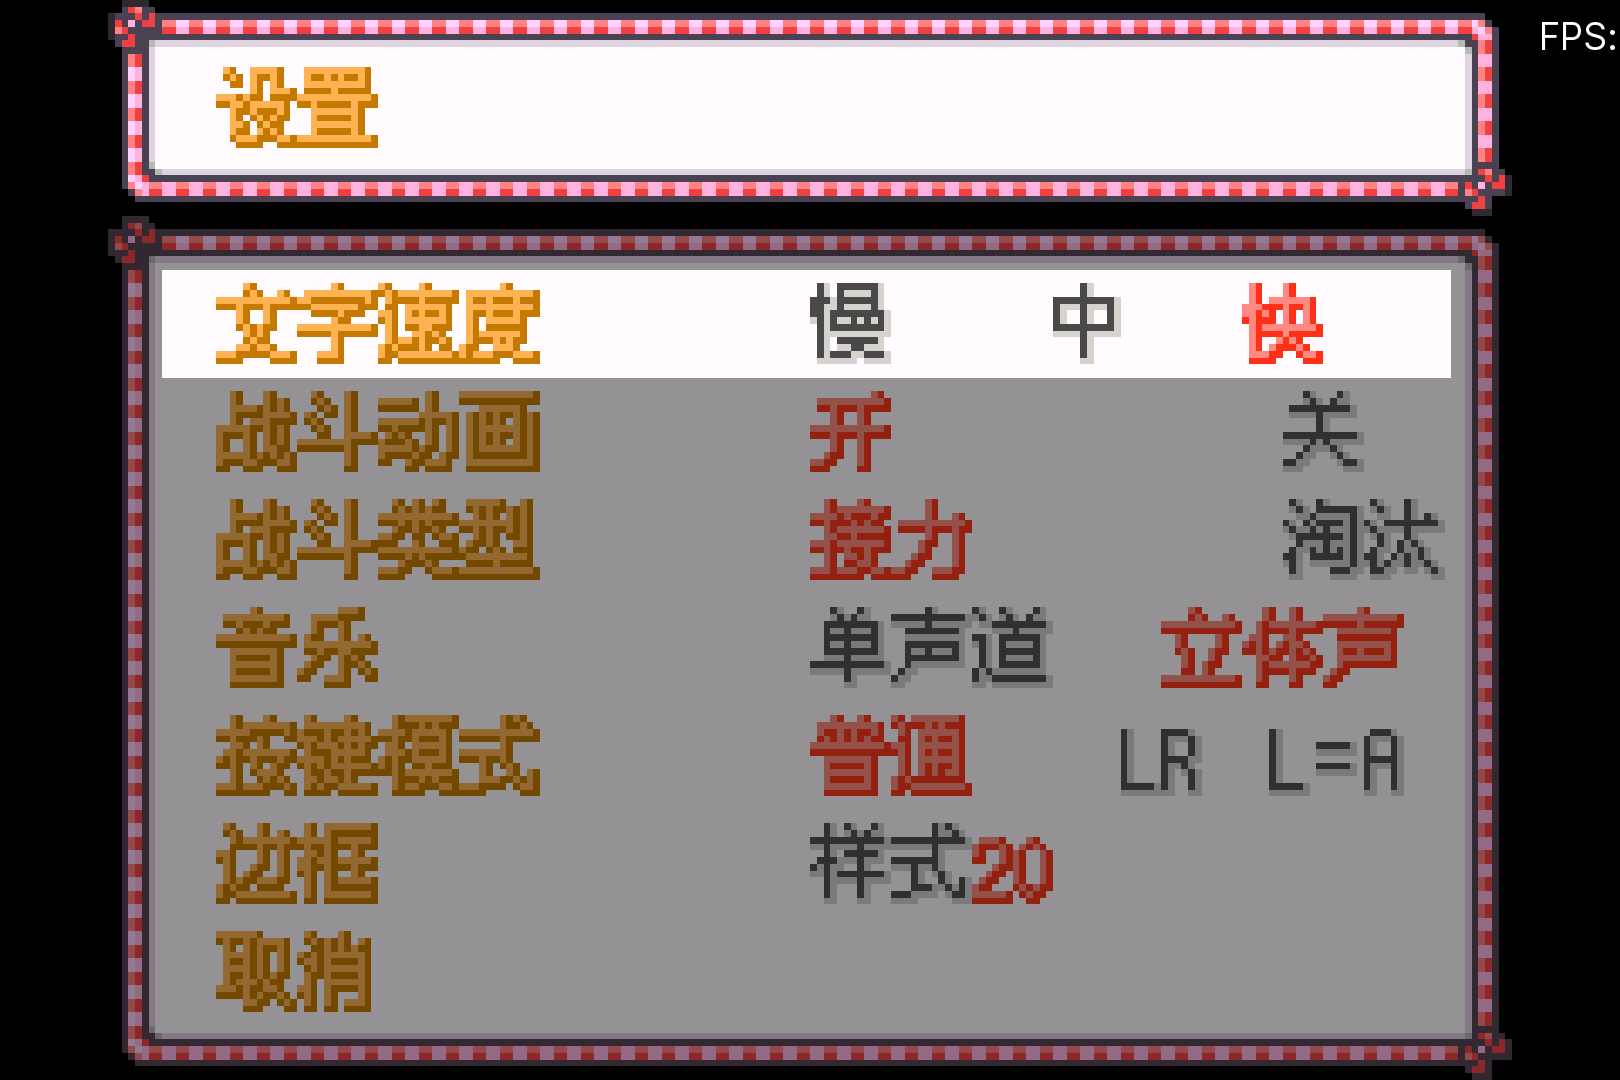 FPS:
设置
文字速度 慢 中 快
战斗动画 开 关
战斗类型 接力 淘汰
音乐 单声道 立体声
按键模式 普通 LR L=A
边框 样式20
取消